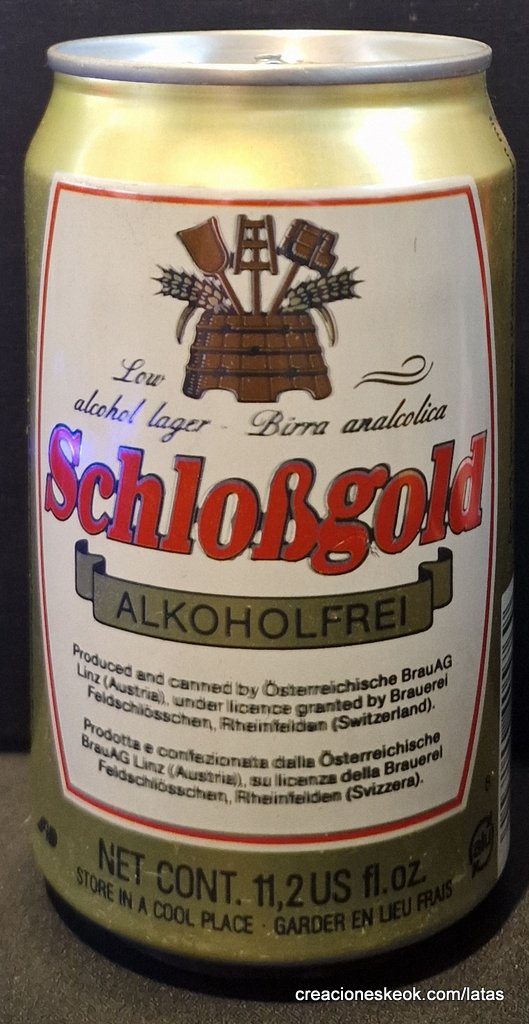 Low
alcohol lager - Birra analcolica
Schloßgold
ALKOHOLFREI
Produced and canned by Österreichische BrauAG
Linz (Austria), under licence granted by Brauerei
Feldschlösschen, Rheinfelden (Switzerland).
Prodotta e confezionata dalla Österreichische
BrauAG Linz (Austria), su licenza della Brauerei
Feldschlösschen, Rheinfelden (Svizzera).
NET CONT. 11,2 US fl.oz.
STORE IN A COOL PLACE · GARDER EN LIEU FRAIS
creacioneskeok.com/latas